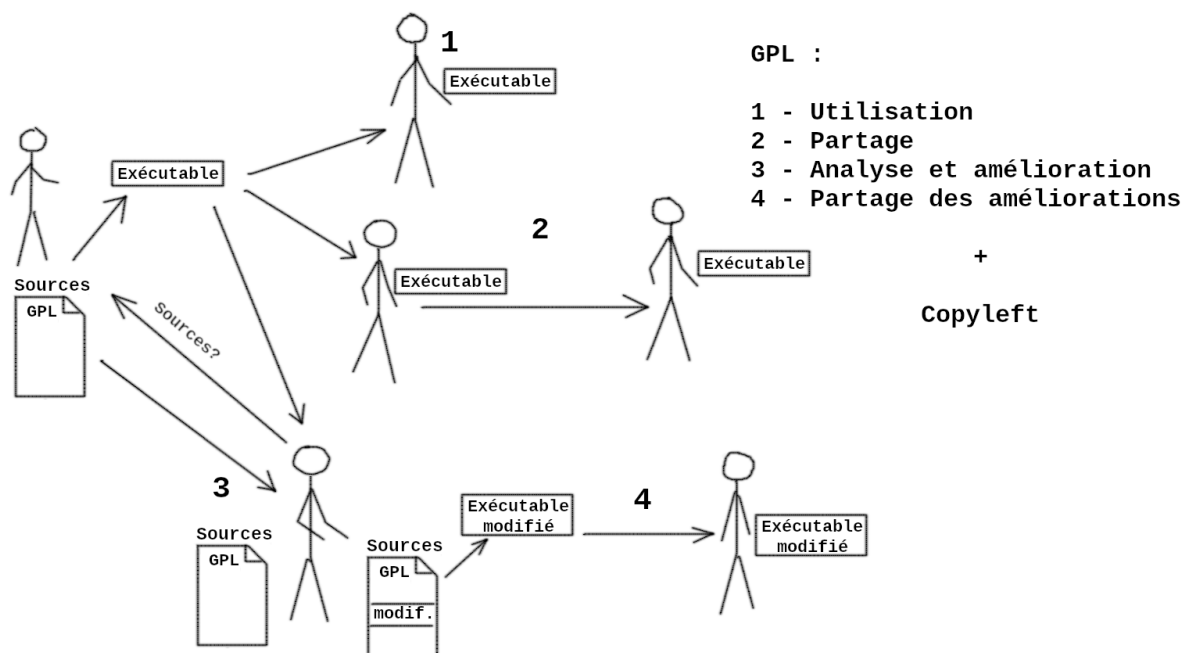 1
Exécutable
Exécutable
Sources
GPL
Sources?
2
Exécutable
Exécutable
3
Sources
GPL
Sources
GPL
modif.
Exécutable
modifié
4
Exécutable
modifié
GPL :
1 - Utilisation
2 - Partage
3 - Analyse et amélioration
4 - Partage des améliorations
+
Copyleft